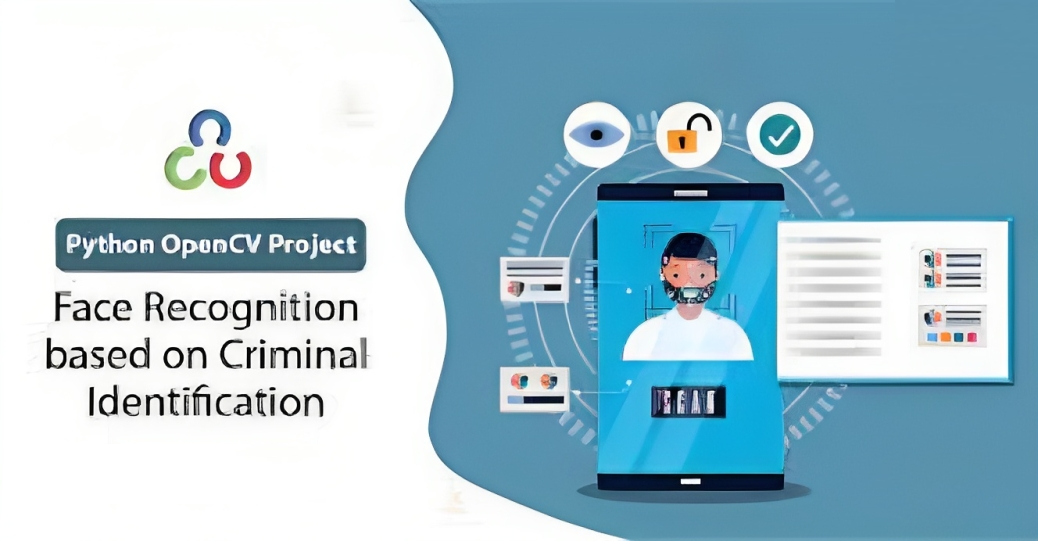 Python OpenCV Project
Face Recognition
based on Criminal
Identification